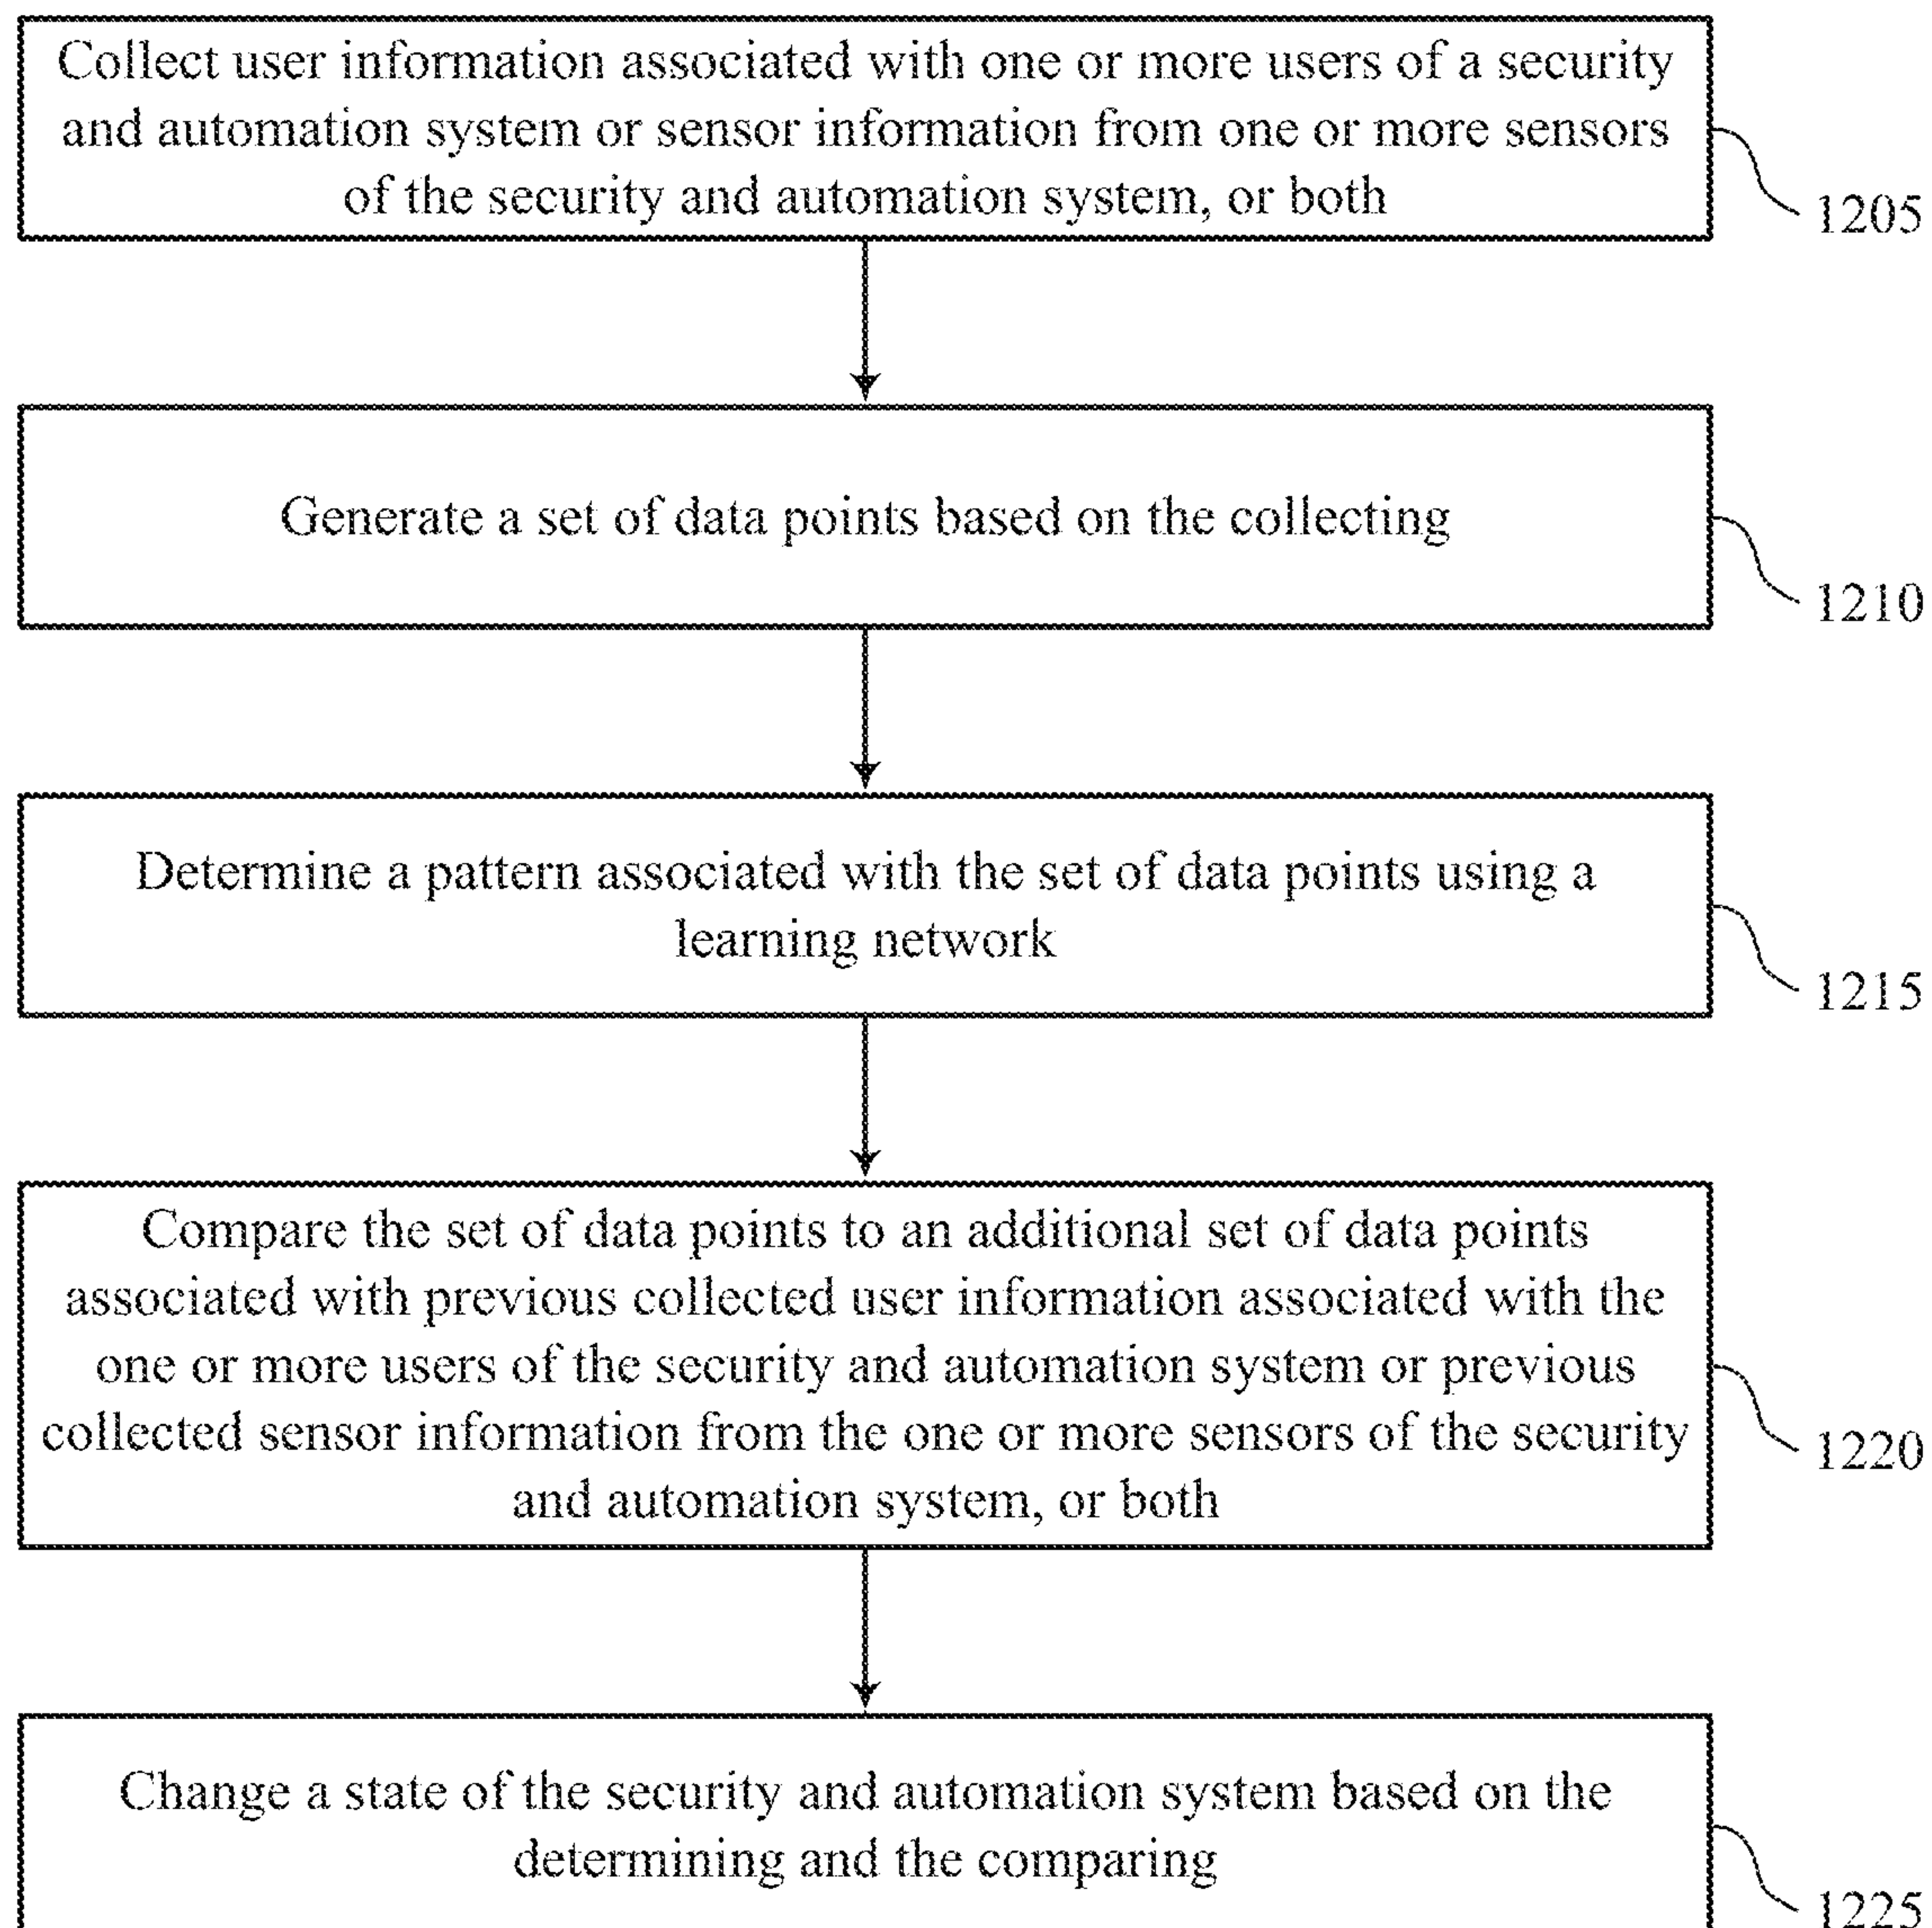 Collect user information associated with one or more users of a security
and automation system or sensor information from one or more sensors
of the security and automation system, or both
1205
Generate a set of data points based on the collecting
1210
Determine a pattern associated with the set of data points using a
learning network
1215
Compare the set of data points to an additional set of data points
associated with previous collected user information associated with the
one or more users of the security and automation system or previous
collected sensor information from the one or more sensors of the security
and automation system, or both
1220
Change a state of the security and automation system based on the
determining and the comparing
1225